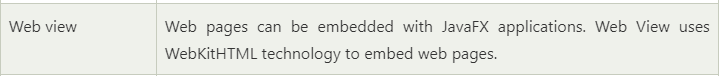 Web view
Web pages can be embedded with JavaFX applications. Web View uses
WebKitHTML technology to embed web pages.